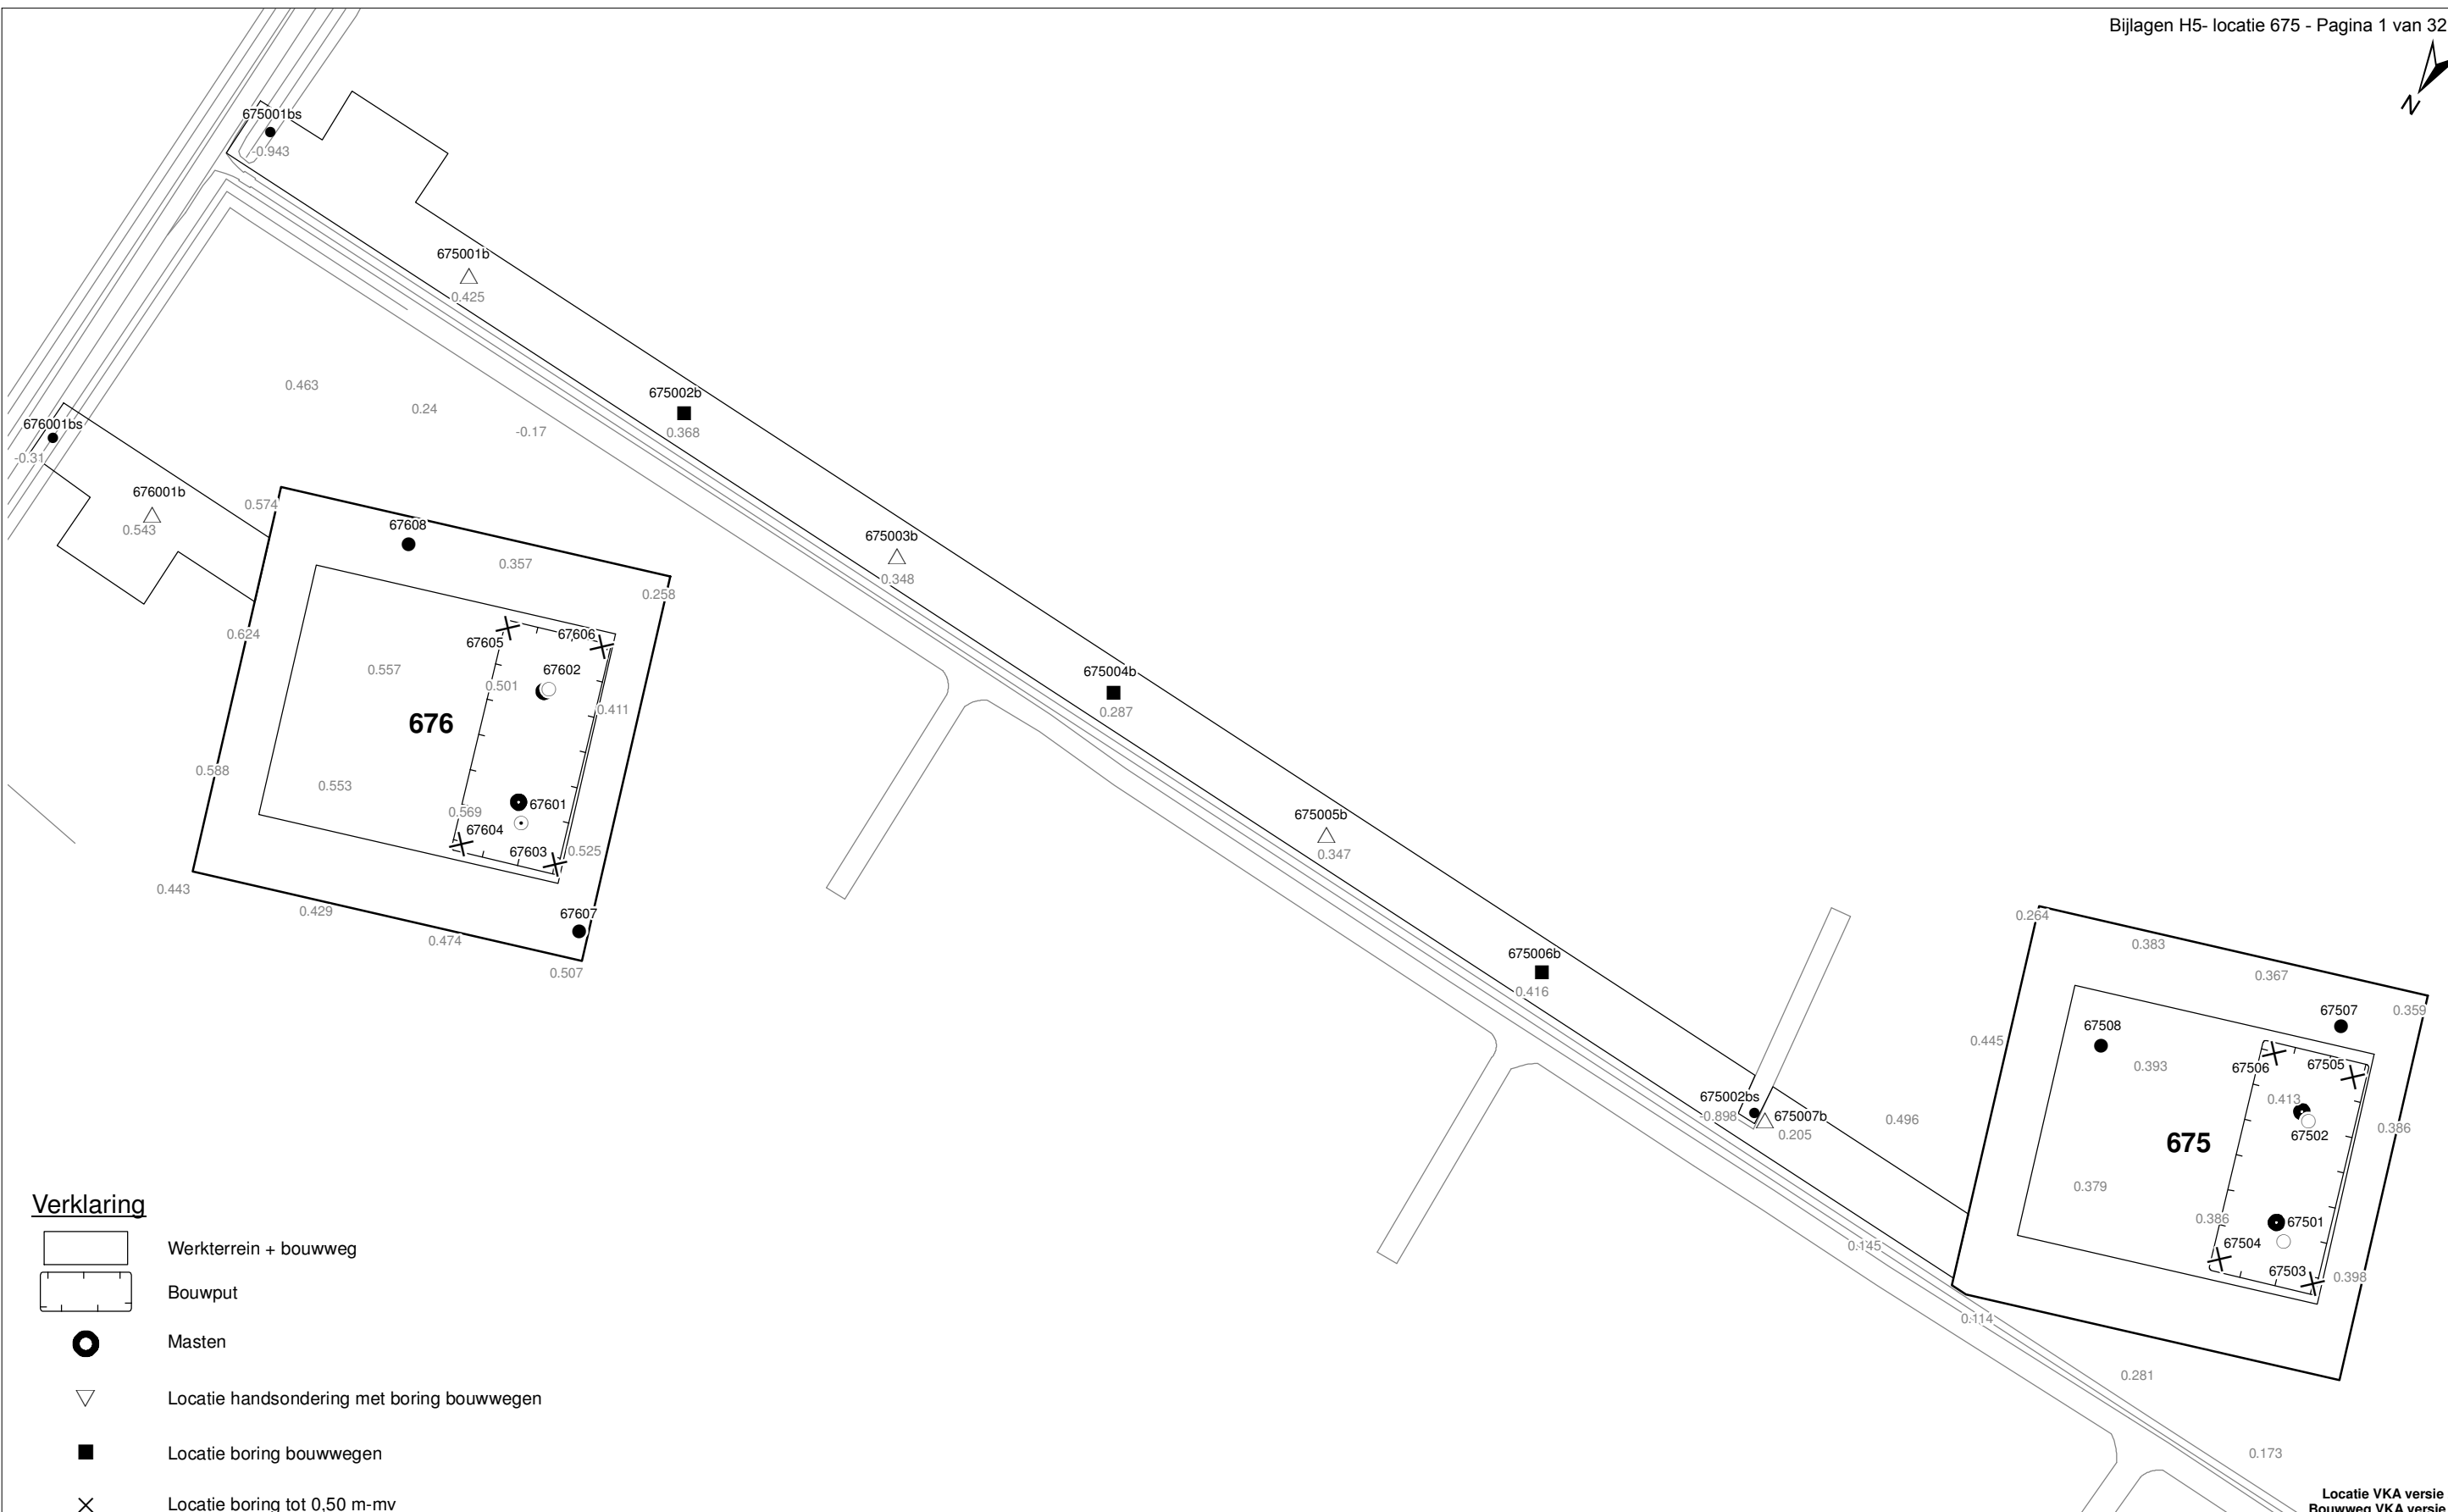 Bijlagen H5- locatie 675 - Pagina 1 van 32
N
675001bs
-0.943
675001b
0.425
675002b
0.368
0.463
0.24
-0.17
676001bs
-0.31
676001b
0.543
0.574
67608
0.357
0.258
675003b
0.348
0.624
67605
67606
67602
0.557
0.501
0.411
676
675004b
0.287
0.588
0.553
0.569
67601
67604
67603
0.525
675005b
0.347
0.443
0.429
0.474
67607
0.507
675006b
0.416
0.264
0.383
0.367
0.359
67507
67508
0.445
0.393
67506
67505
0.413
67502
0.386
675
675002bs
-0.898
675007b
0.205
0.496
0.379
0.386
67501
67504
67503
0.398
0.145
0.114
0.281
0.173
Verklaring
Werkterrein + bouwweg
Bouwput
Masten
Locatie handsondering met boring bouwwegen
Locatie boring bouwwegen
Locatie boring tot 0,50 m-mv
Locatie VKA versie
Bouwweg VKA versie